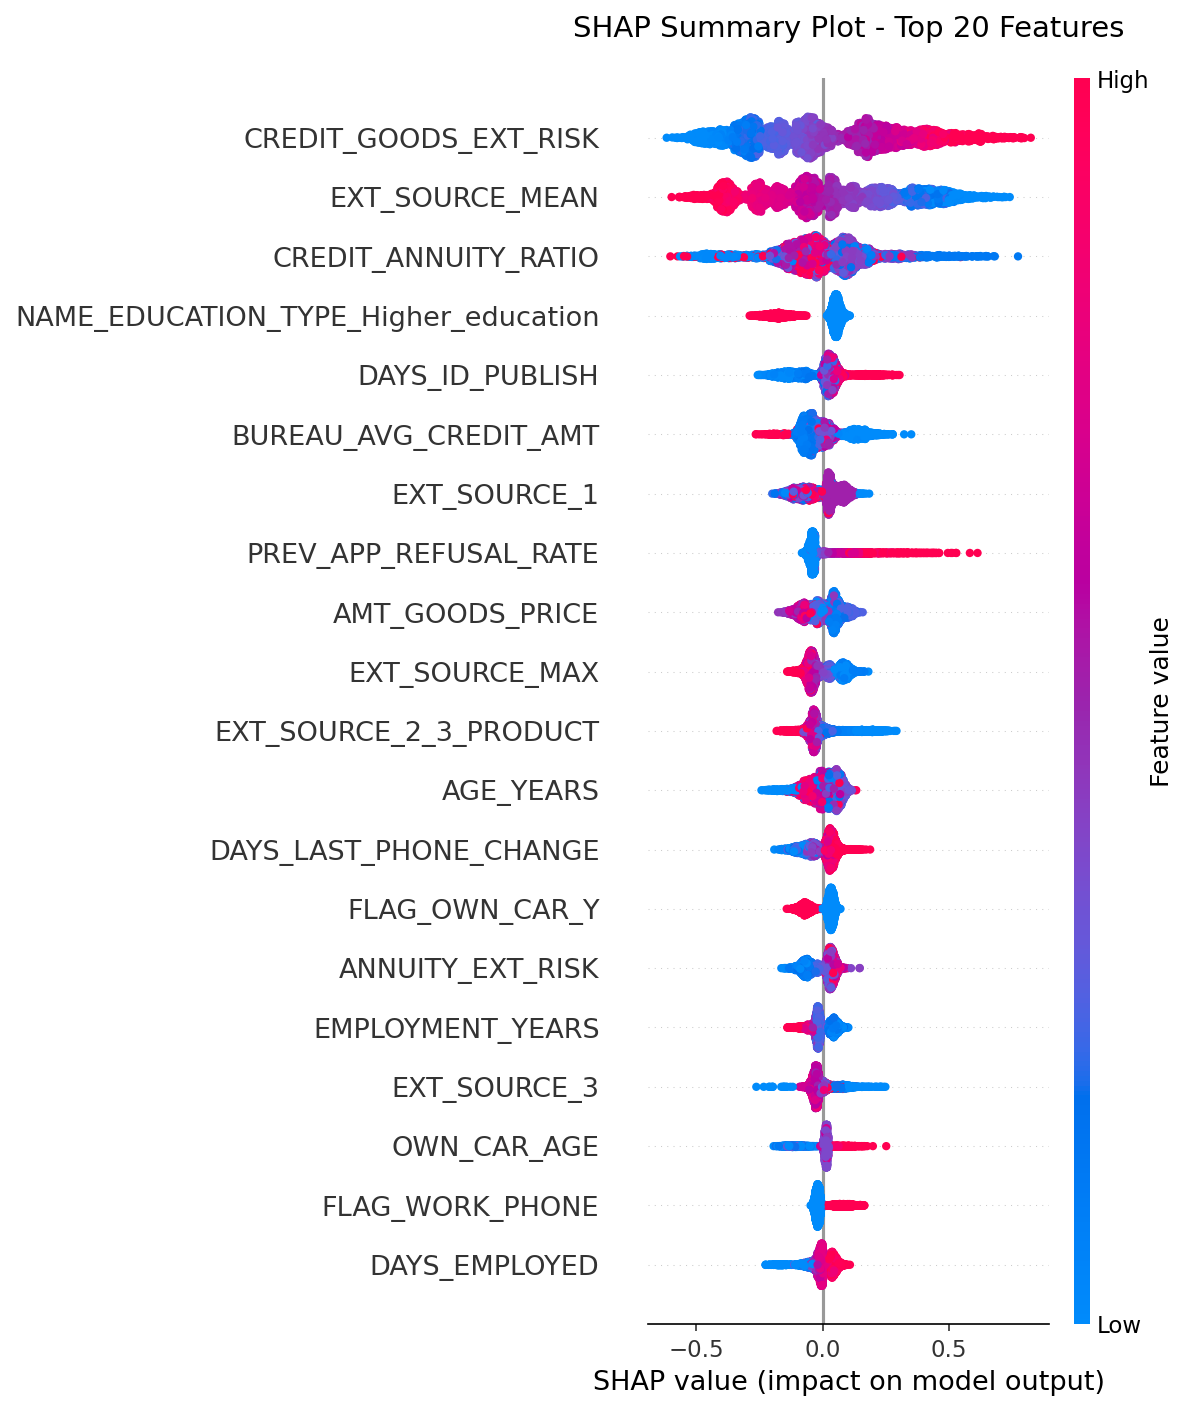 SHAP Summary Plot - Top 20 Features
High
CREDIT_GOODS_EXT_RISK
EXT_SOURCE_MEAN
CREDIT_ANNUITY_RATIO
NAME_EDUCATION_TYPE_Higher_education
DAYS_ID_PUBLISH
BUREAU_AVG_CREDIT_AMT
EXT_SOURCE_1
PREV_APP_REFUSAL_RATE
AMT_GOODS_PRICE
EXT_SOURCE_MAX
EXT_SOURCE_2_3_PRODUCT
AGE_YEARS
DAYS_LAST_PHONE_CHANGE
FLAG_OWN_CAR_Y
ANNUITY_EXT_RISK
EMPLOYMENT_YEARS
EXT_SOURCE_3
OWN_CAR_AGE
FLAG_WORK_PHONE
DAYS_EMPLOYED
Feature value
Low
−0.5 0.0 0.5
SHAP value (impact on model output)